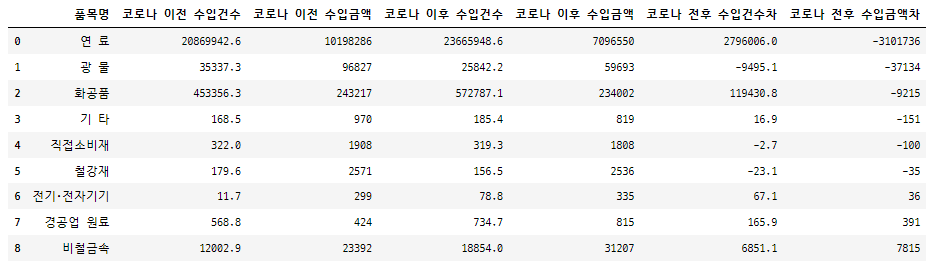 품목명 코로나 이전 수입건수 코로나 이전 수입금액 코로나 이후 수입건수 코로나 이후 수입금액 코로나 전후 수입건수차 코로나 전후 수입금액차
0 연 료 20869942.6 10198286 23665948.6 7096550 2796006.0 -3101736
1 광 물 35337.3 96827 25842.2 59693 -9495.1 -37134
2 화공품 453356.3 243217 572787.1 234002 119430.8 -9215
3 기 타 168.5 970 185.4 819 16.9 -151
4 직접소비재 322.0 1908 319.3 1808 -2.7 -100
5 철강재 179.6 2571 156.5 2536 -23.1 -35
6 전기·전자기기 11.7 299 78.8 335 67.1 36
7 경공업 원료 568.8 424 734.7 815 165.9 391
8 비철금속 12002.9 23392 18854.0 31207 6851.1 7815